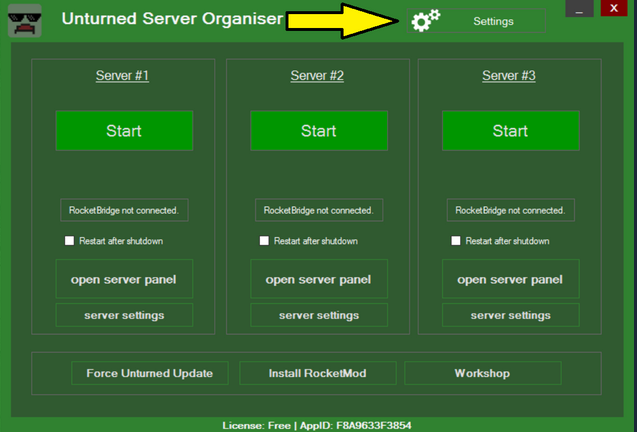 Unturned Server Organiser
Settings
_
X
Server #1
Server #2
Server #3
Start
Start
Start
RocketBridge not connected.
RocketBridge not connected.
RocketBridge not connected.
Restart after shutdown
Restart after shutdown
Restart after shutdown
open server panel
open server panel
open server panel
server settings
server settings
server settings
Force Unturned Update
Install RocketMod
Workshop
License: Free | AppID: F8A9633F3854